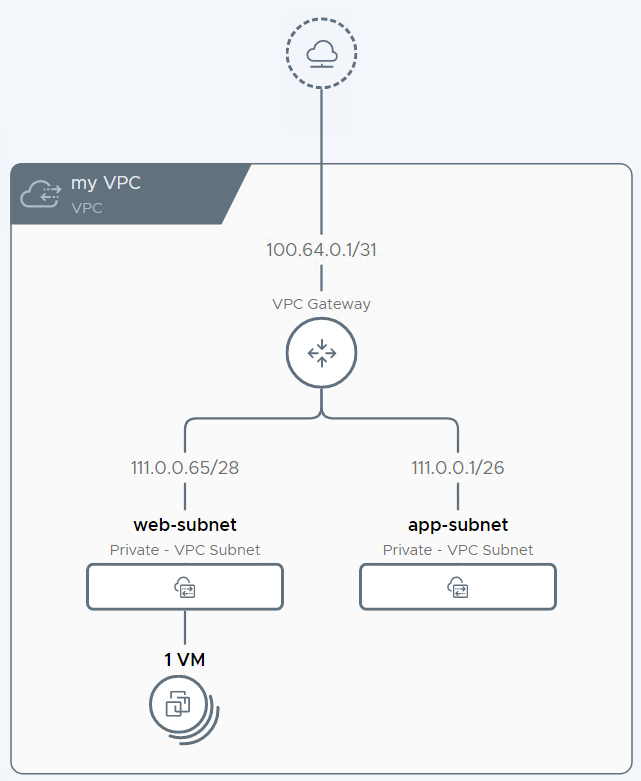 my VPC
VPC
100.64.0.1/31
VPC Gateway
111.0.0.65/28
111.0.0.1/26
web-subnet
app-subnet
Private - VPC Subnet
Private - VPC Subnet
1 VM